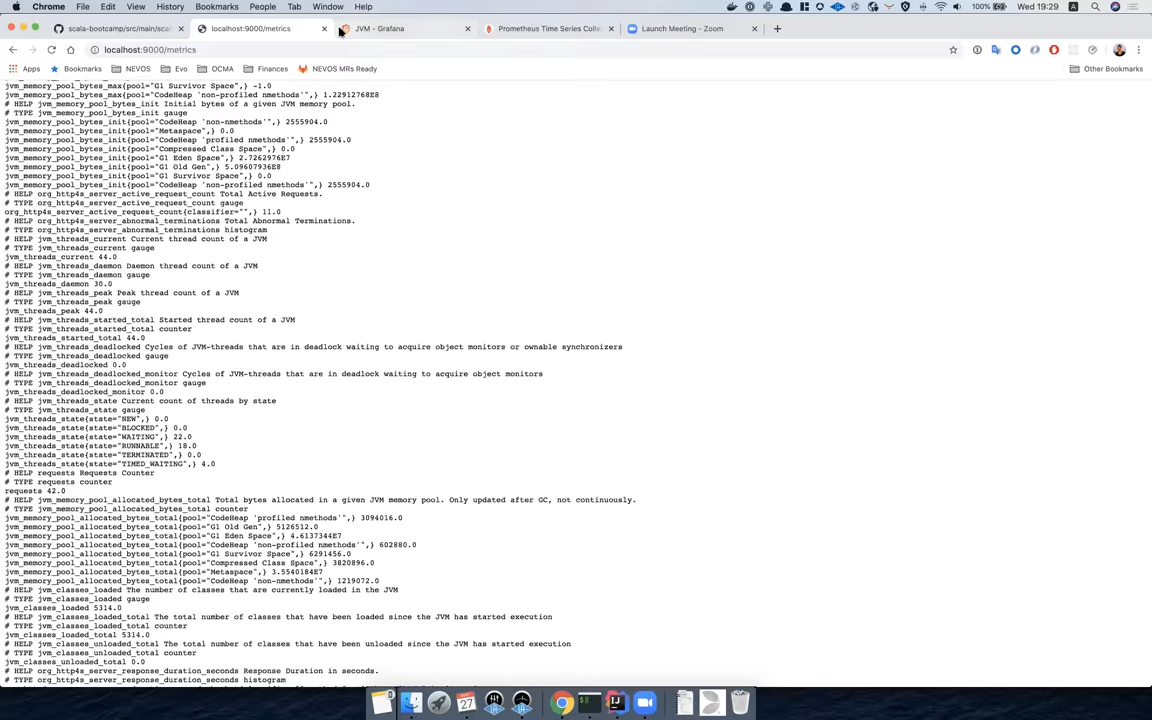 Chrome File Edit View History Bookmarks People Tab Window Help 100% Wed 19:29
scala-bootcamp/src/main/scal localhost:9000/metrics JVM - Grafana Prometheus Time Series Colle Launch Meeting - Zoom
localhost:9000/metrics
Apps Bookmarks NEVOS Evo OCMA Finances NEVOS MRs Ready Other Bookmarks
jvm_memory_pool_bytes_max{pool="G1 Survivor Space",} -1.0
jvm_memory_pool_bytes_max{pool="CodeHeap 'non-profiled nmethods'",} 1.22912768E8
# HELP jvm_memory_pool_bytes_init Initial bytes of a given JVM memory pool.
# TYPE jvm_memory_pool_bytes_init gauge
jvm_memory_pool_bytes_init{pool="CodeHeap 'non-nmethods'",} 2555904.0
jvm_memory_pool_bytes_init{pool="Metaspace",} 0.0
jvm_memory_pool_bytes_init{pool="CodeHeap 'profiled nmethods'",} 2555904.0
jvm_memory_pool_bytes_init{pool="Compressed Class Space",} 0.0
jvm_memory_pool_bytes_init{pool="G1 Eden Space",} 2.7262976E7
jvm_memory_pool_bytes_init{pool="G1 Old Gen",} 5.09607936E8
jvm_memory_pool_bytes_init{pool="G1 Survivor Space",} 0.0
jvm_memory_pool_bytes_init{pool="CodeHeap 'non-profiled nmethods'",} 2555904.0
# HELP org_http4s_server_active_request_count Total Active Requests.
# TYPE org_http4s_server_active_request_count gauge
org_http4s_server_active_request_count{classifier="",} 11.0
# HELP org_http4s_server_abnormal_terminations Total Abnormal Terminations.
# TYPE org_http4s_server_abnormal_terminations histogram
# HELP jvm_threads_current Current thread count of a JVM
# TYPE jvm_threads_current gauge
jvm_threads_current 44.0
# HELP jvm_threads_daemon Daemon thread count of a JVM
# TYPE jvm_threads_daemon gauge
jvm_threads_daemon 30.0
# HELP jvm_threads_peak Peak thread count of a JVM
# TYPE jvm_threads_peak gauge
jvm_threads_peak 44.0
# HELP jvm_threads_started_total Started thread count of a JVM
# TYPE jvm_threads_started_total counter
jvm_threads_started_total 44.0
# HELP jvm_threads_deadlocked Cycles of JVM-threads that are in deadlock waiting to acquire object monitors or ownable synchronizers
# TYPE jvm_threads_deadlocked gauge
jvm_threads_deadlocked 0.0
# HELP jvm_threads_deadlocked_monitor Cycles of JVM-threads that are in deadlock waiting to acquire object monitors
# TYPE jvm_threads_deadlocked_monitor gauge
jvm_threads_deadlocked_monitor 0.0
# HELP jvm_threads_state Current count of threads by state
# TYPE jvm_threads_state gauge
jvm_threads_state{state="NEW",} 0.0
jvm_threads_state{state="BLOCKED",} 0.0
jvm_threads_state{state="WAITING",} 22.0
jvm_threads_state{state="RUNNABLE",} 18.0
jvm_threads_state{state="TERMINATED",} 0.0
jvm_threads_state{state="TIMED_WAITING",} 4.0
# HELP requests Requests Counter
# TYPE requests counter
requests 42.0
# HELP jvm_memory_pool_allocated_bytes_total Total bytes allocated in a given JVM memory pool. Only updated after GC, not continuously.
# TYPE jvm_memory_pool_allocated_bytes_total counter
jvm_memory_pool_allocated_bytes_total{pool="CodeHeap 'profiled nmethods'",} 3094016.0
jvm_memory_pool_allocated_bytes_total{pool="G1 Old Gen",} 5126512.0
jvm_memory_pool_allocated_bytes_total{pool="G1 Eden Space",} 4.6137344E7
jvm_memory_pool_allocated_bytes_total{pool="CodeHeap 'non-profiled nmethods'",} 602880.0
jvm_memory_pool_allocated_bytes_total{pool="G1 Survivor Space",} 6291456.0
jvm_memory_pool_allocated_bytes_total{pool="Compressed Class Space",} 3820896.0
jvm_memory_pool_allocated_bytes_total{pool="Metaspace",} 3.5540184E7
jvm_memory_pool_allocated_bytes_total{pool="CodeHeap 'non-nmethods'",} 1219072.0
# HELP jvm_classes_loaded The number of classes that are currently loaded in the JVM
# TYPE jvm_classes_loaded gauge
jvm_classes_loaded 5314.0
# HELP jvm_classes_loaded_total The total number of classes that have been loaded since the JVM has started execution
# TYPE jvm_classes_loaded_total counter
jvm_classes_loaded_total 5314.0
# HELP jvm_classes_unloaded_total The total number of classes that have been unloaded since the JVM has started execution
# TYPE jvm_classes_unloaded_total counter
jvm_classes_unloaded_total 0.0
# HELP org_http4s_server_response_duration_seconds Response Duration in seconds.
# TYPE org_http4s_server_response_duration_seconds histogram
27